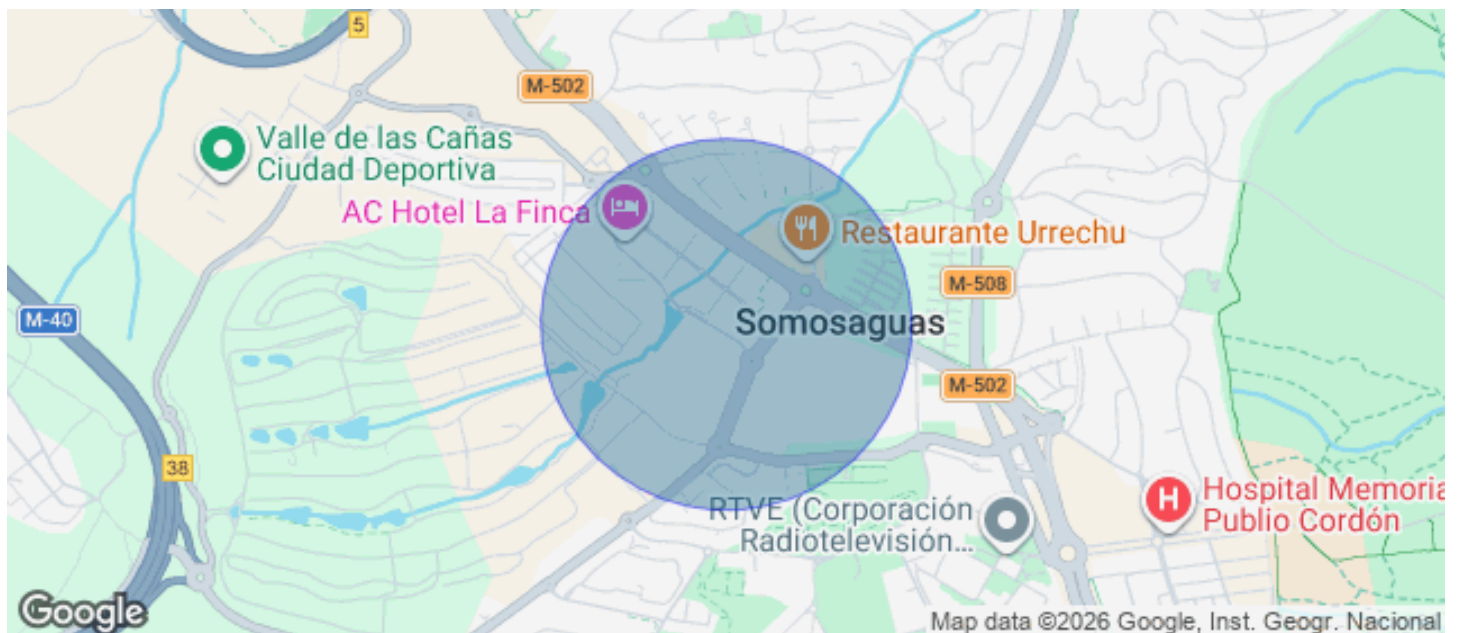 5
M-502
Valle de las Cañas
Ciudad Deportiva
AC Hotel La Finca
Restaurante Urrechu
M-508
M-40
Somosaguas
M-502
38
RTVE (Corporación
Radiotelevisión...
Hospital Memoria
Publio Cordón
Google
Map data ©2026 Google, Inst. Geogr. Nacional